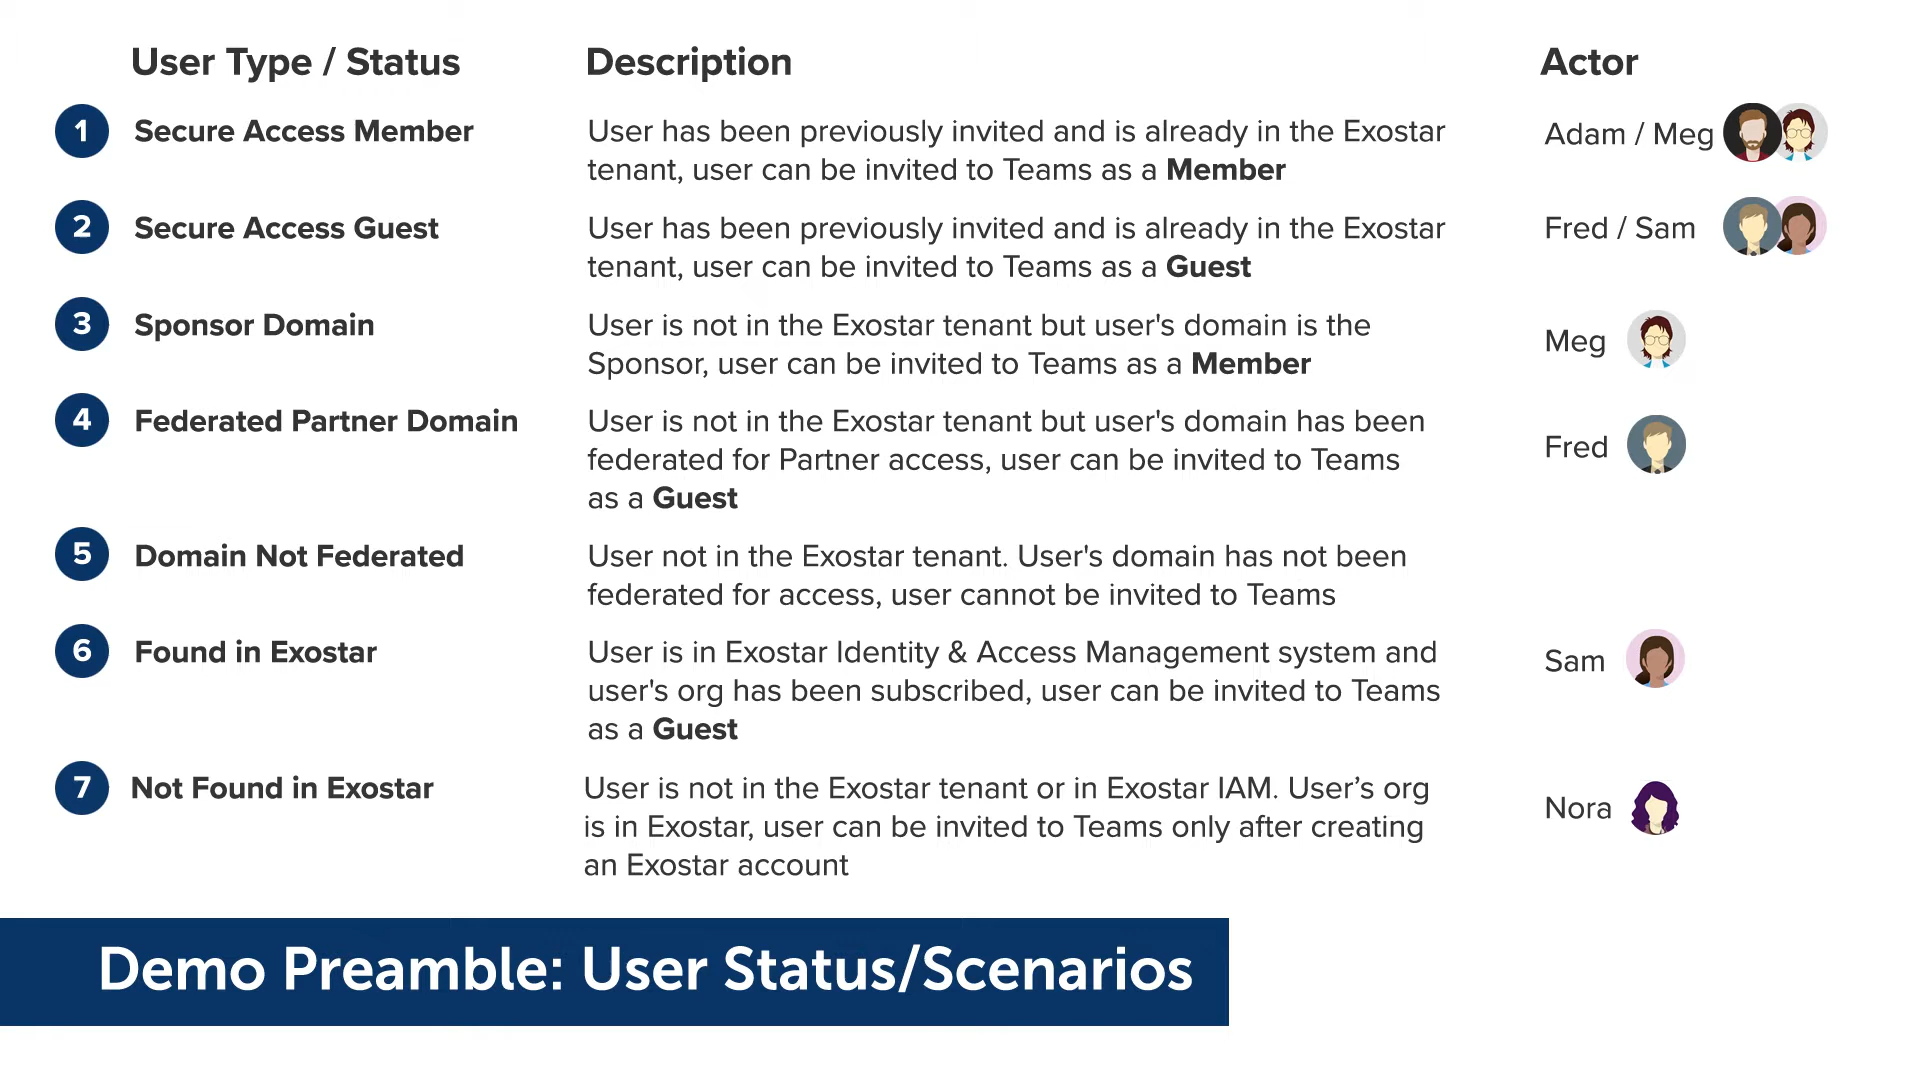 User Type / Status
Description
Actor
1
Secure Access Member
User has been previously invited and is already in the Exostar
tenant, user can be invited to Teams as a Member
Adam / Meg
2
Secure Access Guest
User has been previously invited and is already in the Exostar
tenant, user can be invited to Teams as a Guest
Fred / Sam
3
Sponsor Domain
User is not in the Exostar tenant but user's domain is the
Sponsor, user can be invited to Teams as a Member
Meg
4
Federated Partner Domain
User is not in the Exostar tenant but user's domain has been
federated for Partner access, user can be invited to Teams
as a Guest
Fred
5
Domain Not Federated
User not in the Exostar tenant. User's domain has not been
federated for access, user cannot be invited to Teams
6
Found in Exostar
User is in Exostar Identity & Access Management system and
user's org has been subscribed, user can be invited to Teams
as a Guest
Sam
7
Not Found in Exostar
User is not in the Exostar tenant or in Exostar IAM. User’s org
is in Exostar, user can be invited to Teams only after creating
an Exostar account
Nora
Demo Preamble: User Status/Scenarios